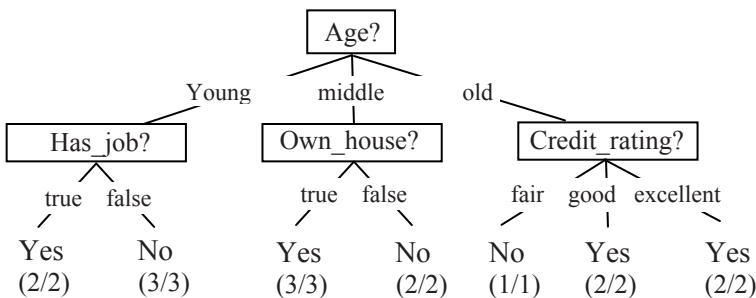 Age?
Young middle old
Has_job? Own_house? Credit_rating?
true false true false fair good excellent
Yes No Yes No No Yes Yes
(2/2) (3/3) (3/3) (2/2) (1/1) (2/2) (2/2)